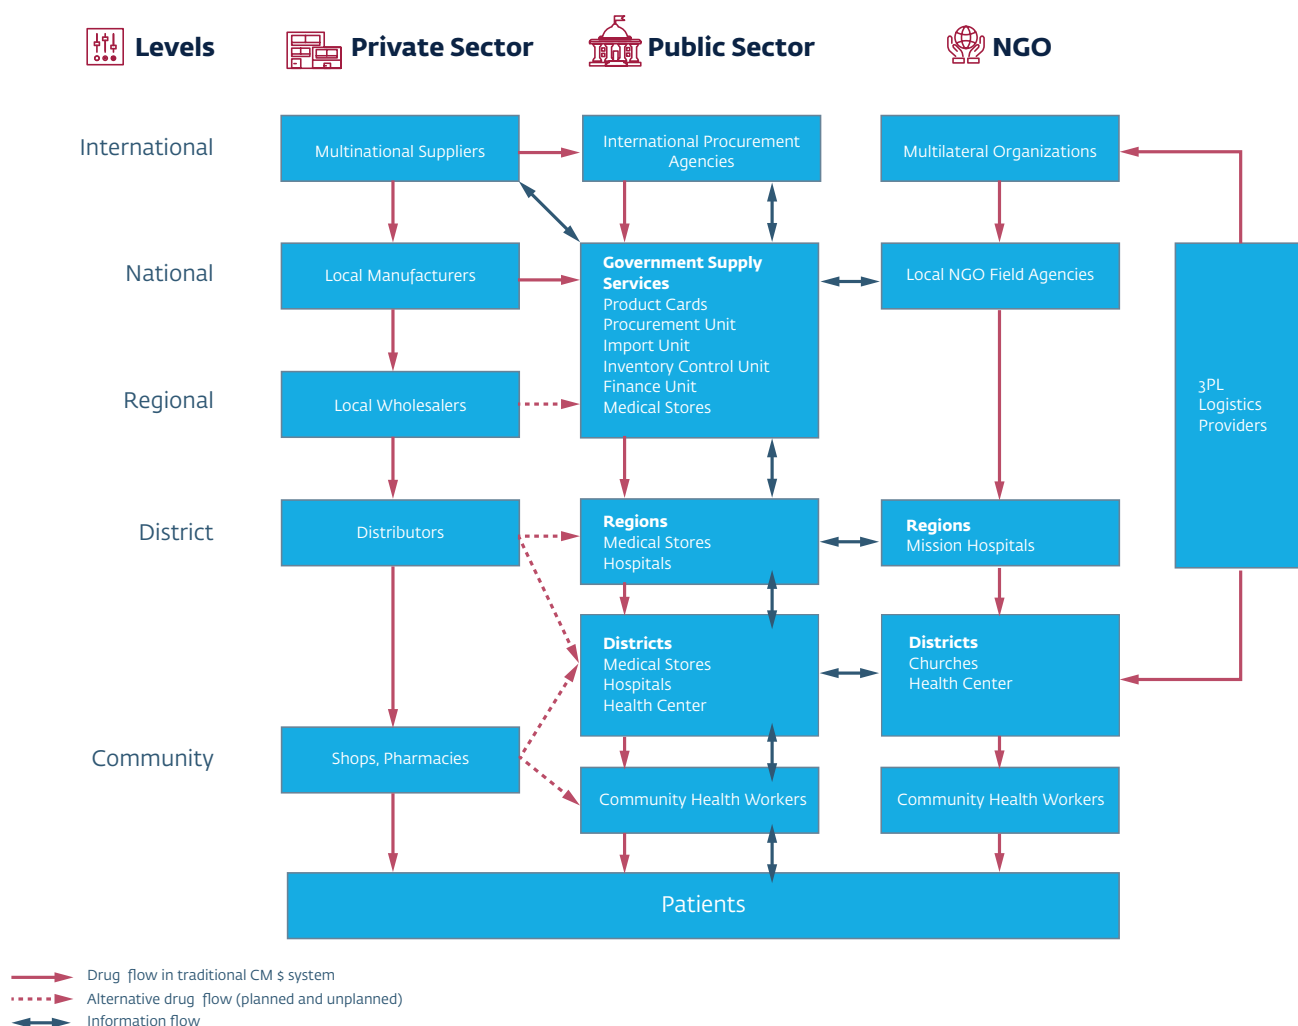 Levels
Private Sector
Public Sector
NGO
International
Multinational Suppliers
International Procurement
Agencies
Multilateral Organizations
National
Local Manufacturers
Government Supply
Services
Product Cards
Procurement Unit
Import Unit
Inventory Control Unit
Finance Unit
Medical Stores
Local NGO Field Agencies
Regional
Local Wholesalers
3PL
Logistics
Providers
District
Distributors
Regions
Medical Stores
Hospitals
Regions
Mission Hospitals
Districts
Medical Stores
Hospitals
Health Center
Districts
Churches
Health Center
Community
Shops, Pharmacies
Community Health Workers
Community Health Workers
Patients
Drug flow in traditional CM $ system
Alternative drug flow (planned and unplanned)
Information flow